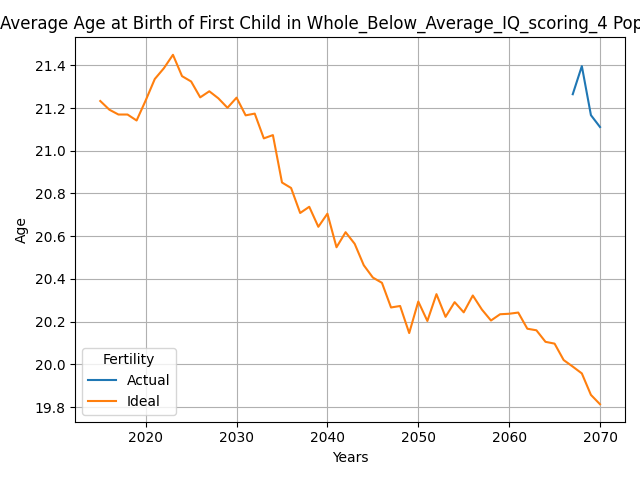 Average Age at Birth of First Child in Whole_Below_Average_IQ_scoring_4 Pop
21.4
21.2
21.0
20.8
20.6
20.4
20.2
20.0
19.8
Age
Fertility
Actual
Ideal
2020 2030 2040 2050 2060 2070
Years